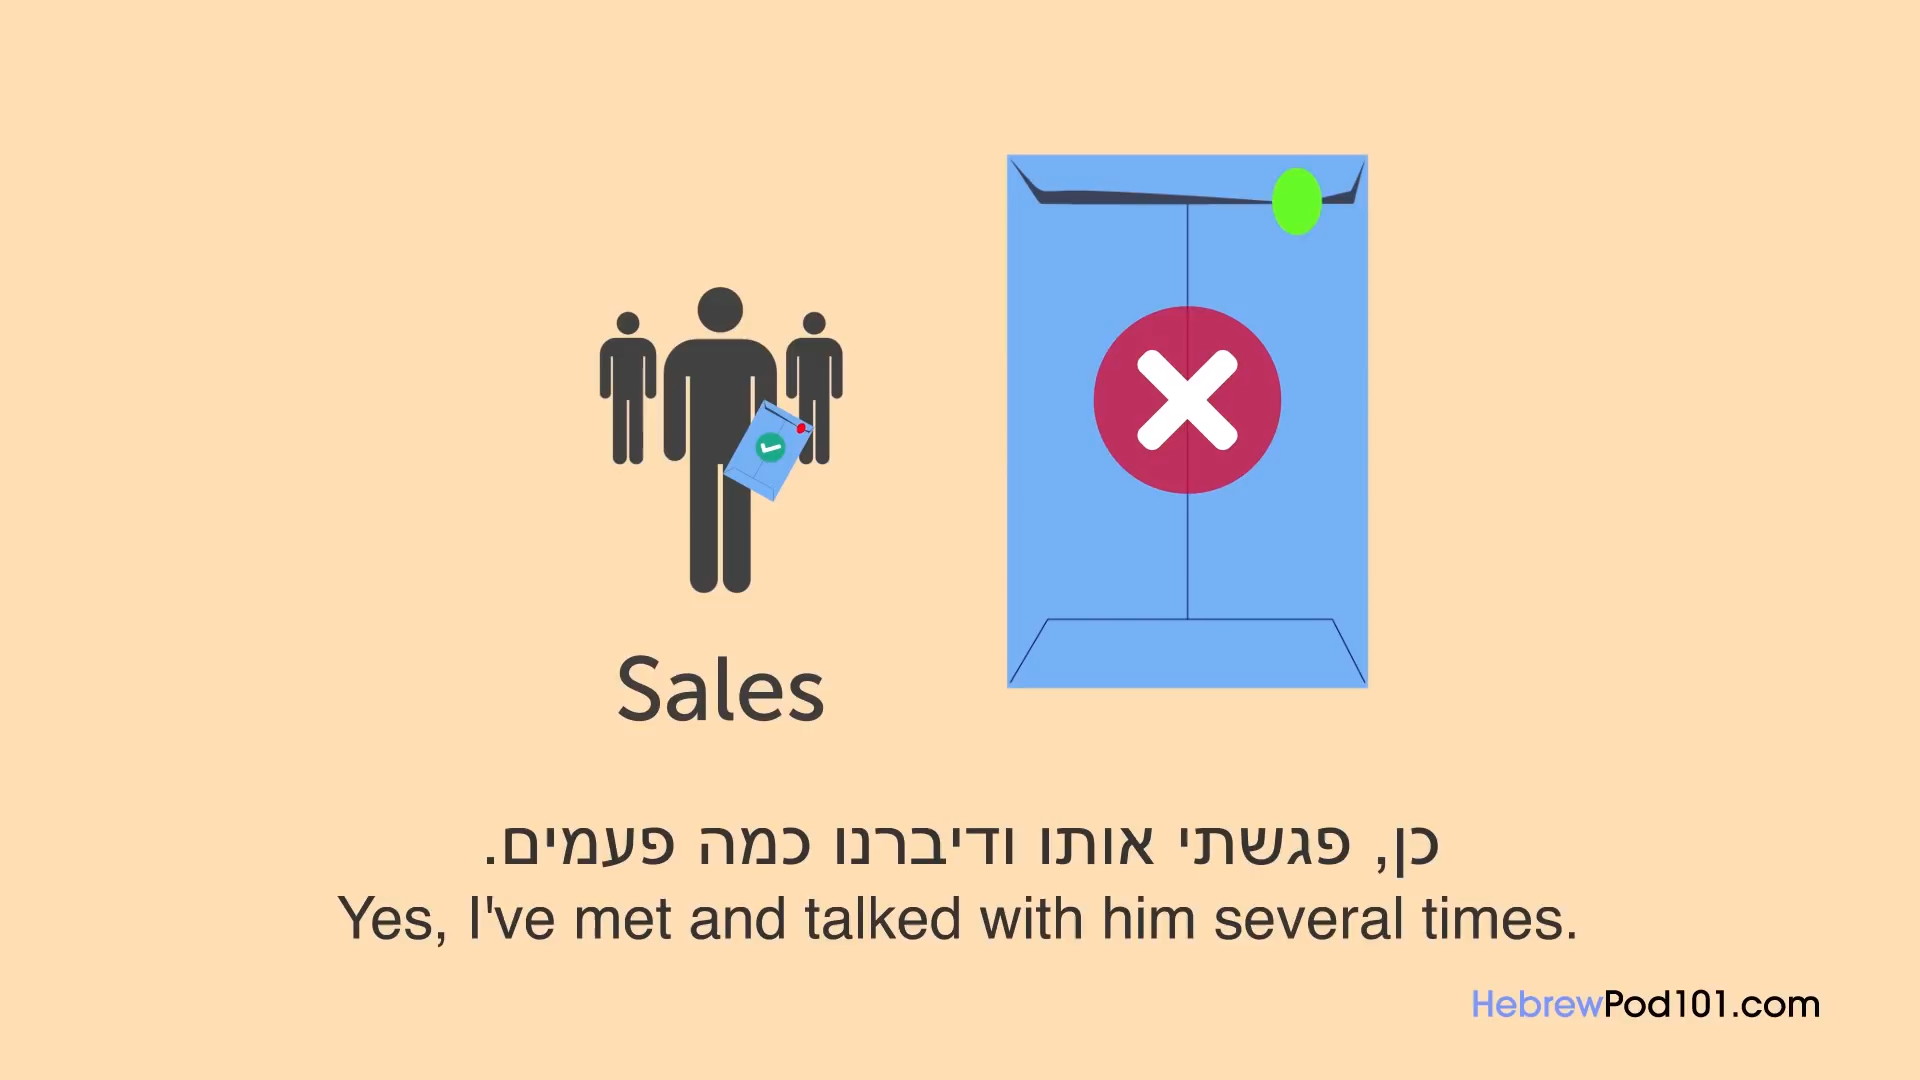 Sales
כן, פגשתי אותו ודיברנו כמה פעמים.
Yes, I've met and talked with him several times.
HebrewPod101.com